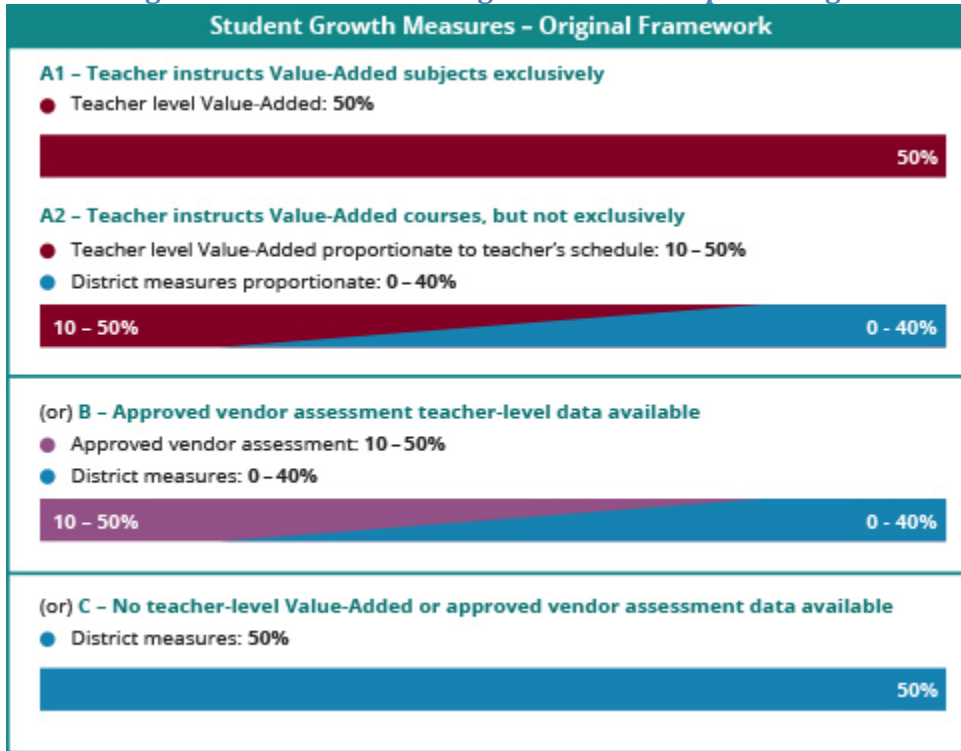 Student Growth Measures – Original Framework
A1 – Teacher instructs Value-Added subjects exclusively
Teacher level Value-Added: 50%
50%
A2 – Teacher instructs Value-Added courses, but not exclusively
Teacher level Value-Added proportionate to teacher's schedule: 10 – 50%
District measures proportionate: 0 – 40%
10 – 50% 0 - 40%
(or) B – Approved vendor assessment teacher-level data available
Approved vendor assessment: 10 – 50%
District measures: 0 – 40%
10 – 50% 0 - 40%
(or) C – No teacher-level Value-Added or approved vendor assessment data available
District measures: 50%
50%